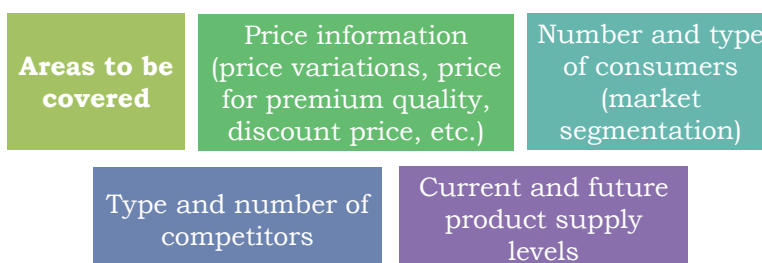 Areas to be
covered
Price information
(price variations, price
for premium quality,
discount price, etc.)
Number and type
of consumers
(market
segmentation)
Type and number of
competitors
Current and future
product supply
levels